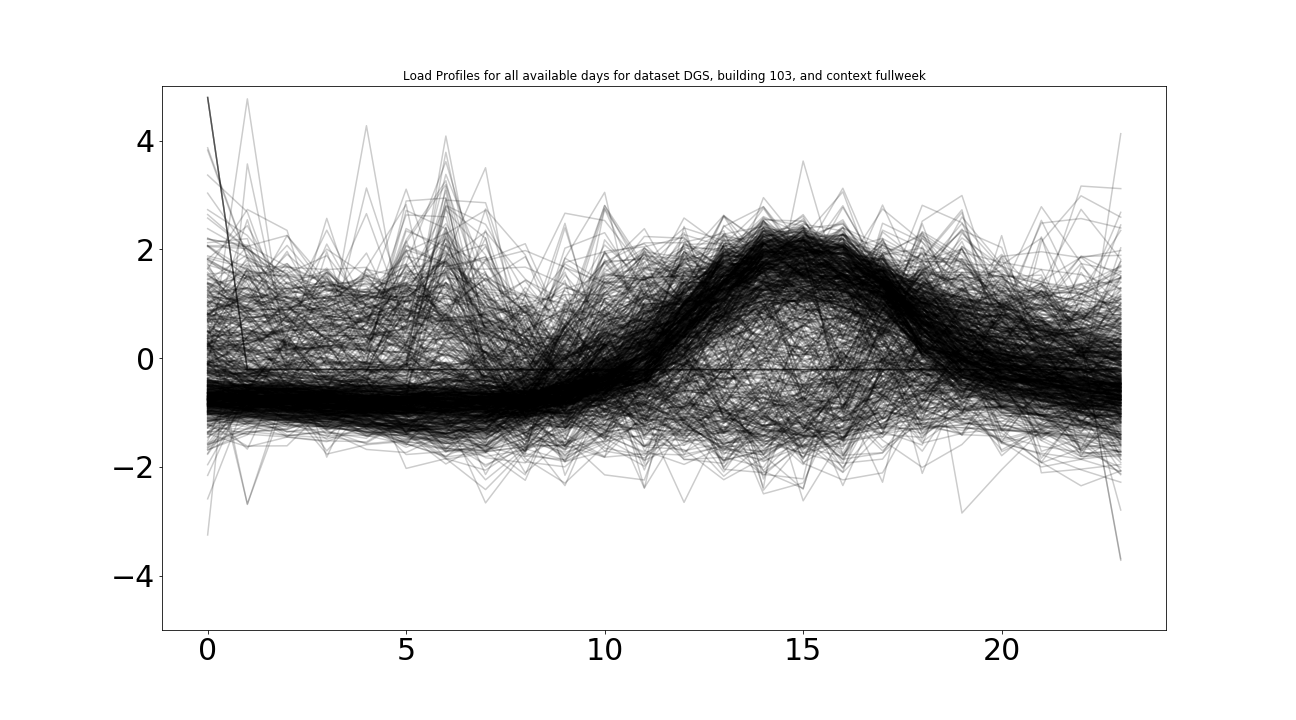 Load Profiles for all available days for dataset DGS, building 103, and context fullweek
4
2
0
−2
−4
0 5 10 15 20